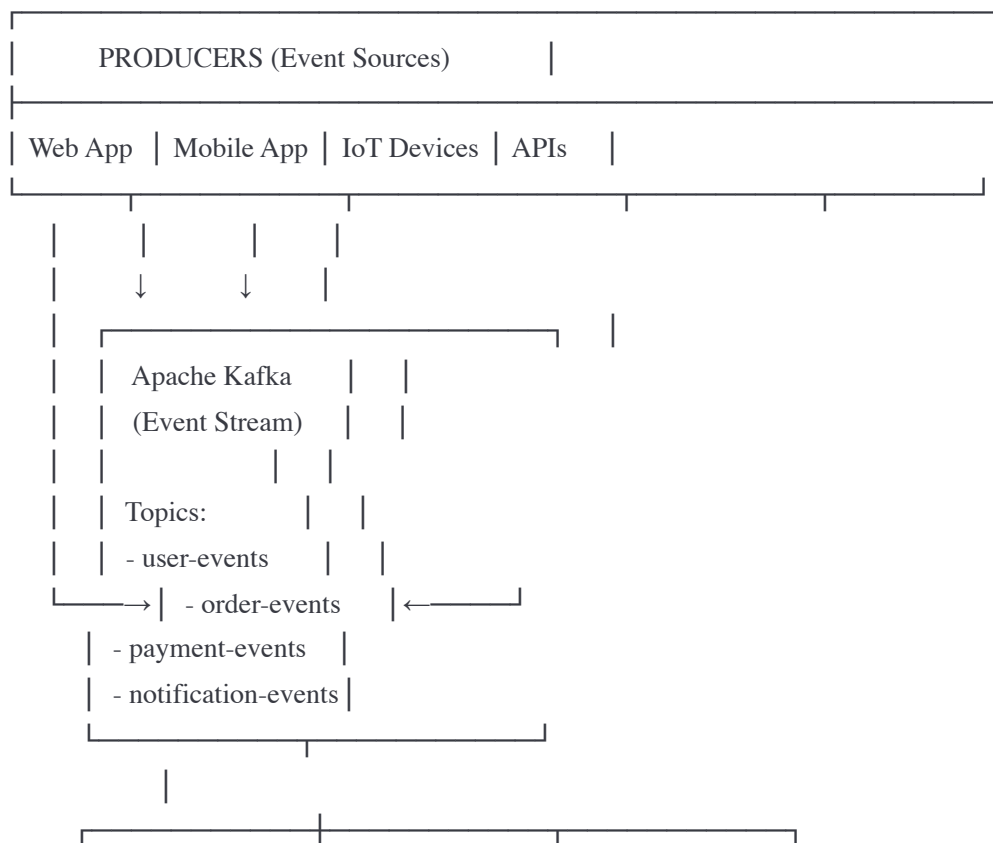 PRODUCERS (Event Sources)
Web App | Mobile App | IoT Devices | APIs
Apache Kafka
(Event Stream)
Topics:
- user-events
- order-events
- payment-events
- notification-events